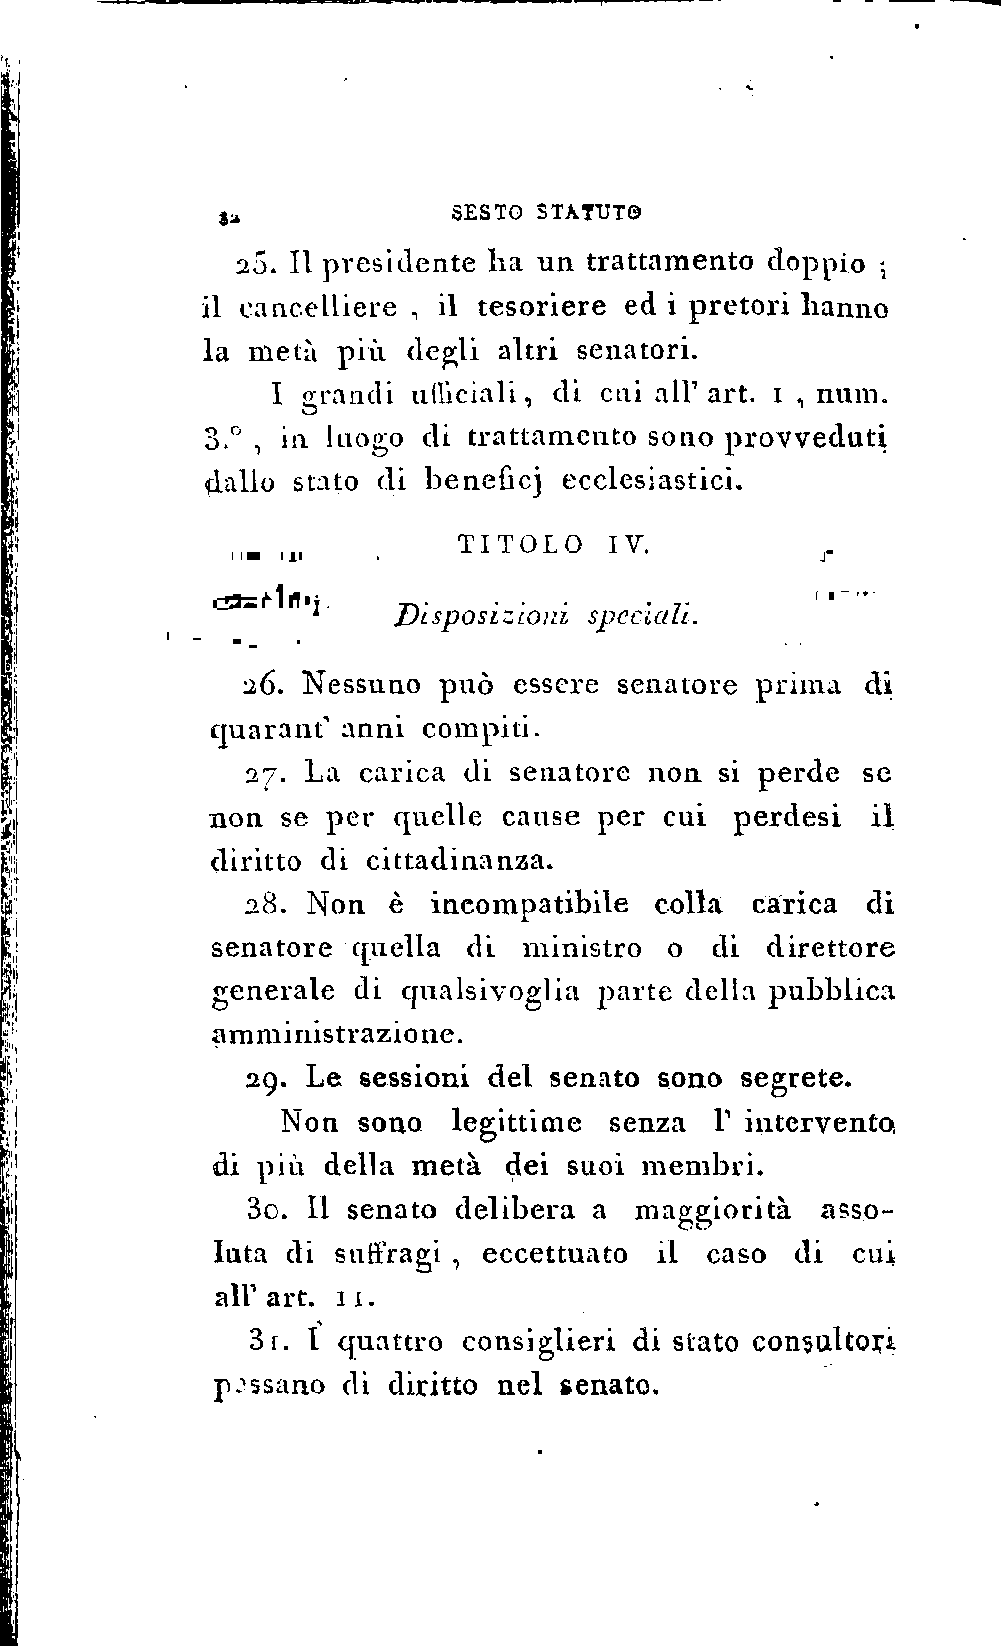 32 SESTO STATUTO
25. Il presidente ha un trattamento doppio ;
il cancelliere , il tesoriere ed i pretori hanno
la metà più degli altri senatori.
I grandi ufficiali, di cui all' art. 1 , num.
3.° , in luogo di trattamento sono provveduti
dallo stato di beneficj ecclesiastici.
TITOLO IV.
Disposizioni speciali.
26. Nessuno può essere senatore prima di
quarant' anni compiti.
27. La carica di senatore non si perde se
non se per quelle cause per cui perdesi il
diritto di cittadinanza.
28. Non è incompatibile colla carica di
senatore quella di ministro o di direttore
generale di qualsivoglia parte della pubblica
amministrazione.
29. Le sessioni del senato sono segrete.
Non sono legittime senza l' intervento
di più della metà dei suoi membri.
30. Il senato delibera a maggiorità asso-
luta di suffragi , eccettuato il caso di cui
all' art. 11.
31. I quattro consiglieri di stato consultori
passano di diritto nel senato.